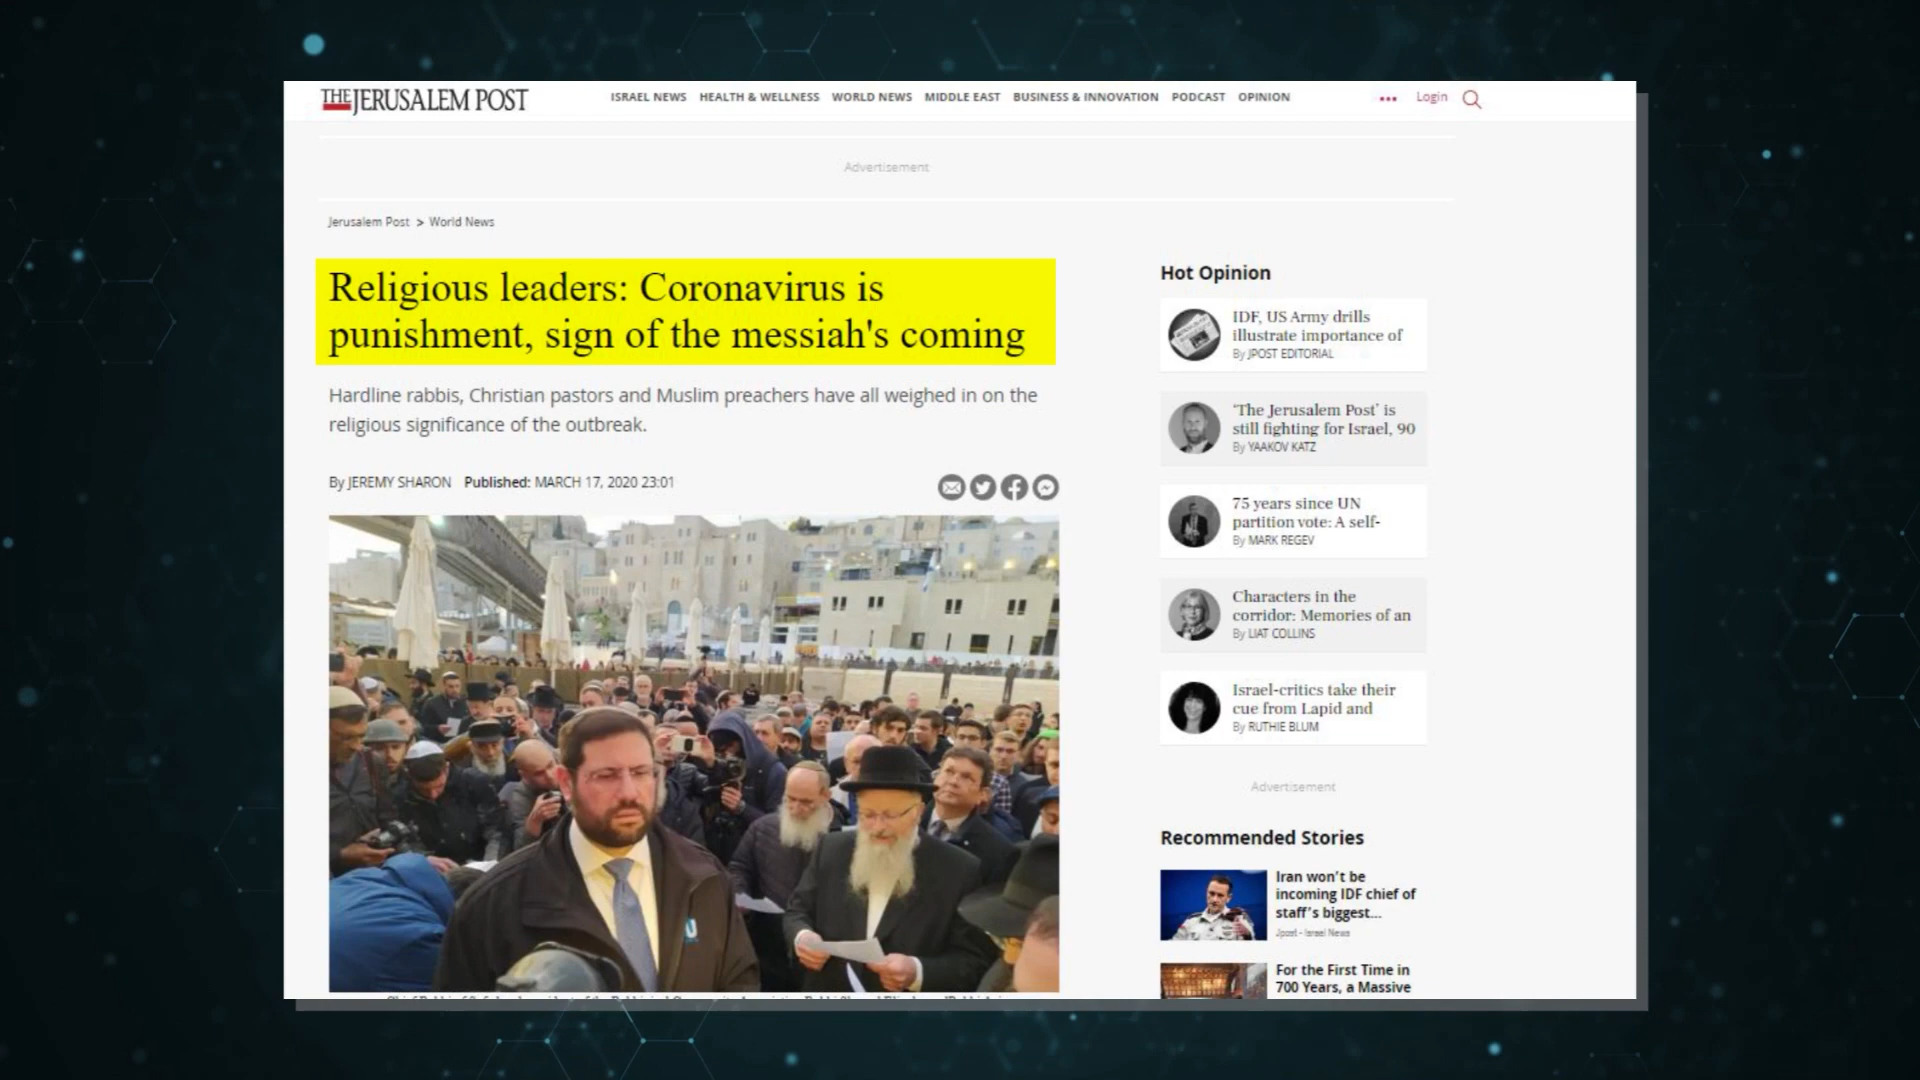 THE JERUSALEM POST
ISRAEL NEWS HEALTH & WELLNESS WORLD NEWS MIDDLE EAST BUSINESS & INNOVATION PODCAST OPINION
••• Login
Advertisement
Jerusalem Post > World News
Religious leaders: Coronavirus is
punishment, sign of the messiah's coming
Hardline rabbis, Christian pastors and Muslim preachers have all weighed in on the
religious significance of the outbreak.
By JEREMY SHARON Published: MARCH 17, 2020 23:01
Hot Opinion
IDF, US Army drills
illustrate importance of
By JPOST EDITORIAL
'The Jerusalem Post' is
still fighting for Israel, 90
By YAAKOV KATZ
75 years since UN
partition vote: A self-
By MARK REGEV
Characters in the
corridor: Memories of an
By LIAT COLLINS
Israel-critics take their
cue from Lapid and
By RUTHIE BLUM
Advertisement
Recommended Stories
Iran won't be
incoming IDF chief of
staff's biggest...
Jpost - Israel News
For the First Time in
700 Years, a Massive